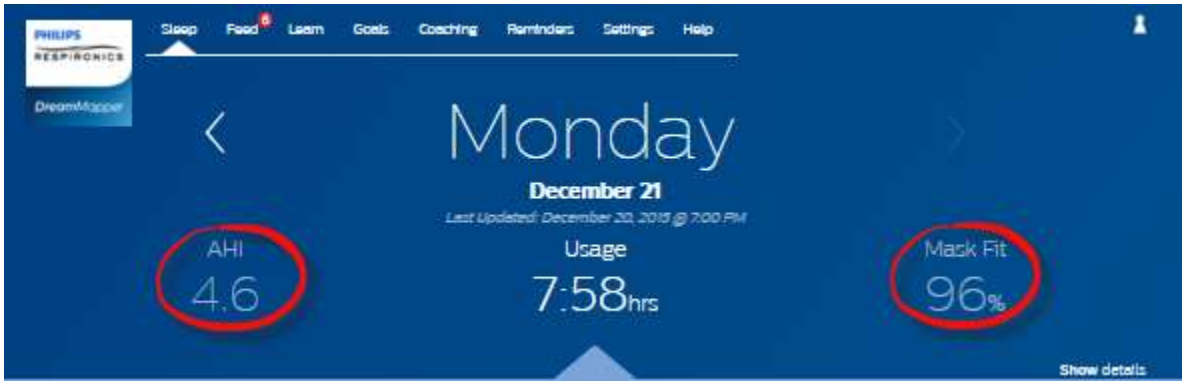 PHILIPS
RESPIRONICS
DreamMapper
Sleep Feed 6 Learn Goals Coaching Reminders Settings Help
Monday
December 21
Last Updated: December 20, 2015 @ 7:00 PM
AHI
4.6
Usage
7:58hrs
Mask Fit
96%
Show details